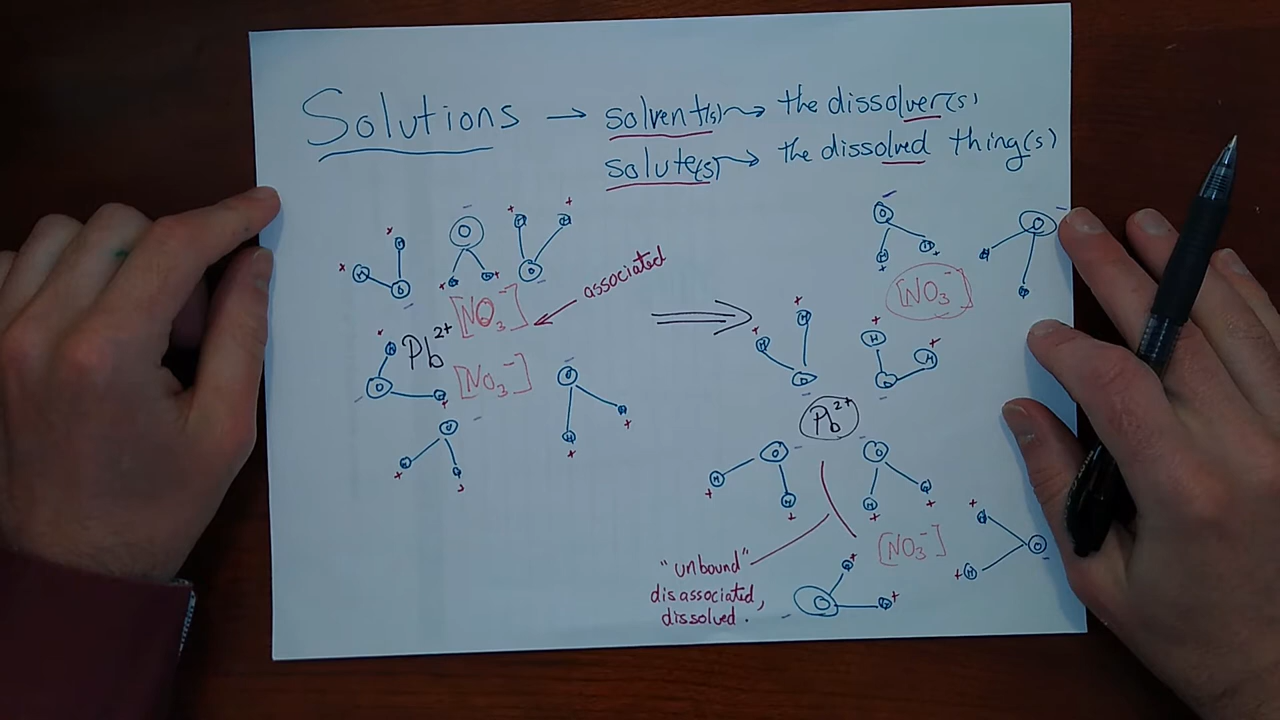 Solutions → solvent(s) → the dissolver(s)
solute(s) → the dissolved thing(s)
associated
[NO₃⁻]
Pb²⁺ [NO₃⁻]
[NO₃⁻]
Pb²⁺
[NO₃⁻]
"unbound"
disassociated,
dissolved.